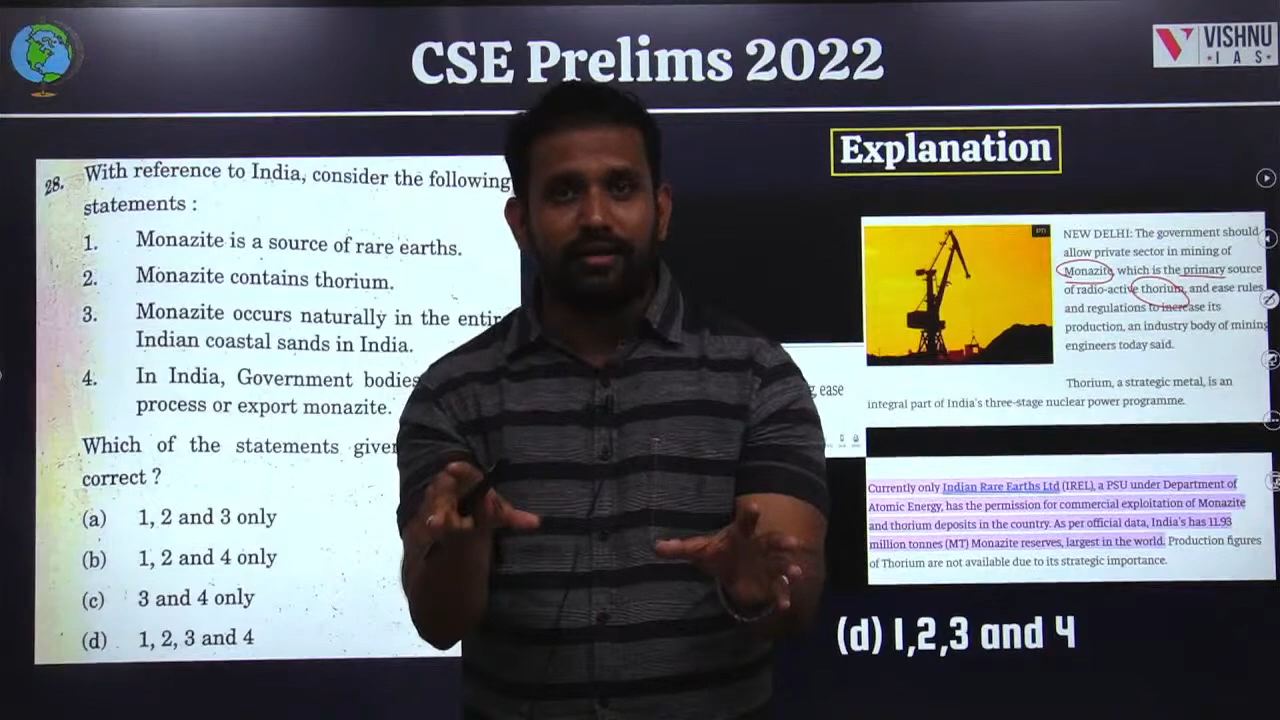 CSE Prelims 2022
VISHNU
IAS
28. With reference to India, consider the following
statements :
1. Monazite is a source of rare earths.
2. Monazite contains thorium.
3. Monazite occurs naturally in the
Indian coastal sands in India.
4. In India, Government bodies
process or export monazite.
Which of the statements
correct ?
(a) 1, 2 and 3 only
(b) 1, 2 and 4 only
(c) 3 and 4 only
(d) 1, 2, 3 and 4
Explanation
PTI
NEW DELHI: The government should
allow private sector in mining of
Monazite, which is the primary source
of radio-active thorium, and ease rules
and regulations to increase its
production, an industry body of mining
engineers today said.
Thorium, a strategic metal, is an
integral part of India's three-stage nuclear power programme.
ease
Currently only Indian Rare Earths Ltd (IREL), a PSU under Department of
Atomic Energy, has the permission for commercial exploitation of Monazite
and thorium deposits in the country. As per official data, India's has 11.93
million tonnes (MT) Monazite reserves, largest in the world. Production figures
of Thorium are not available due to its strategic importance.
(d) 1,2,3 and 4